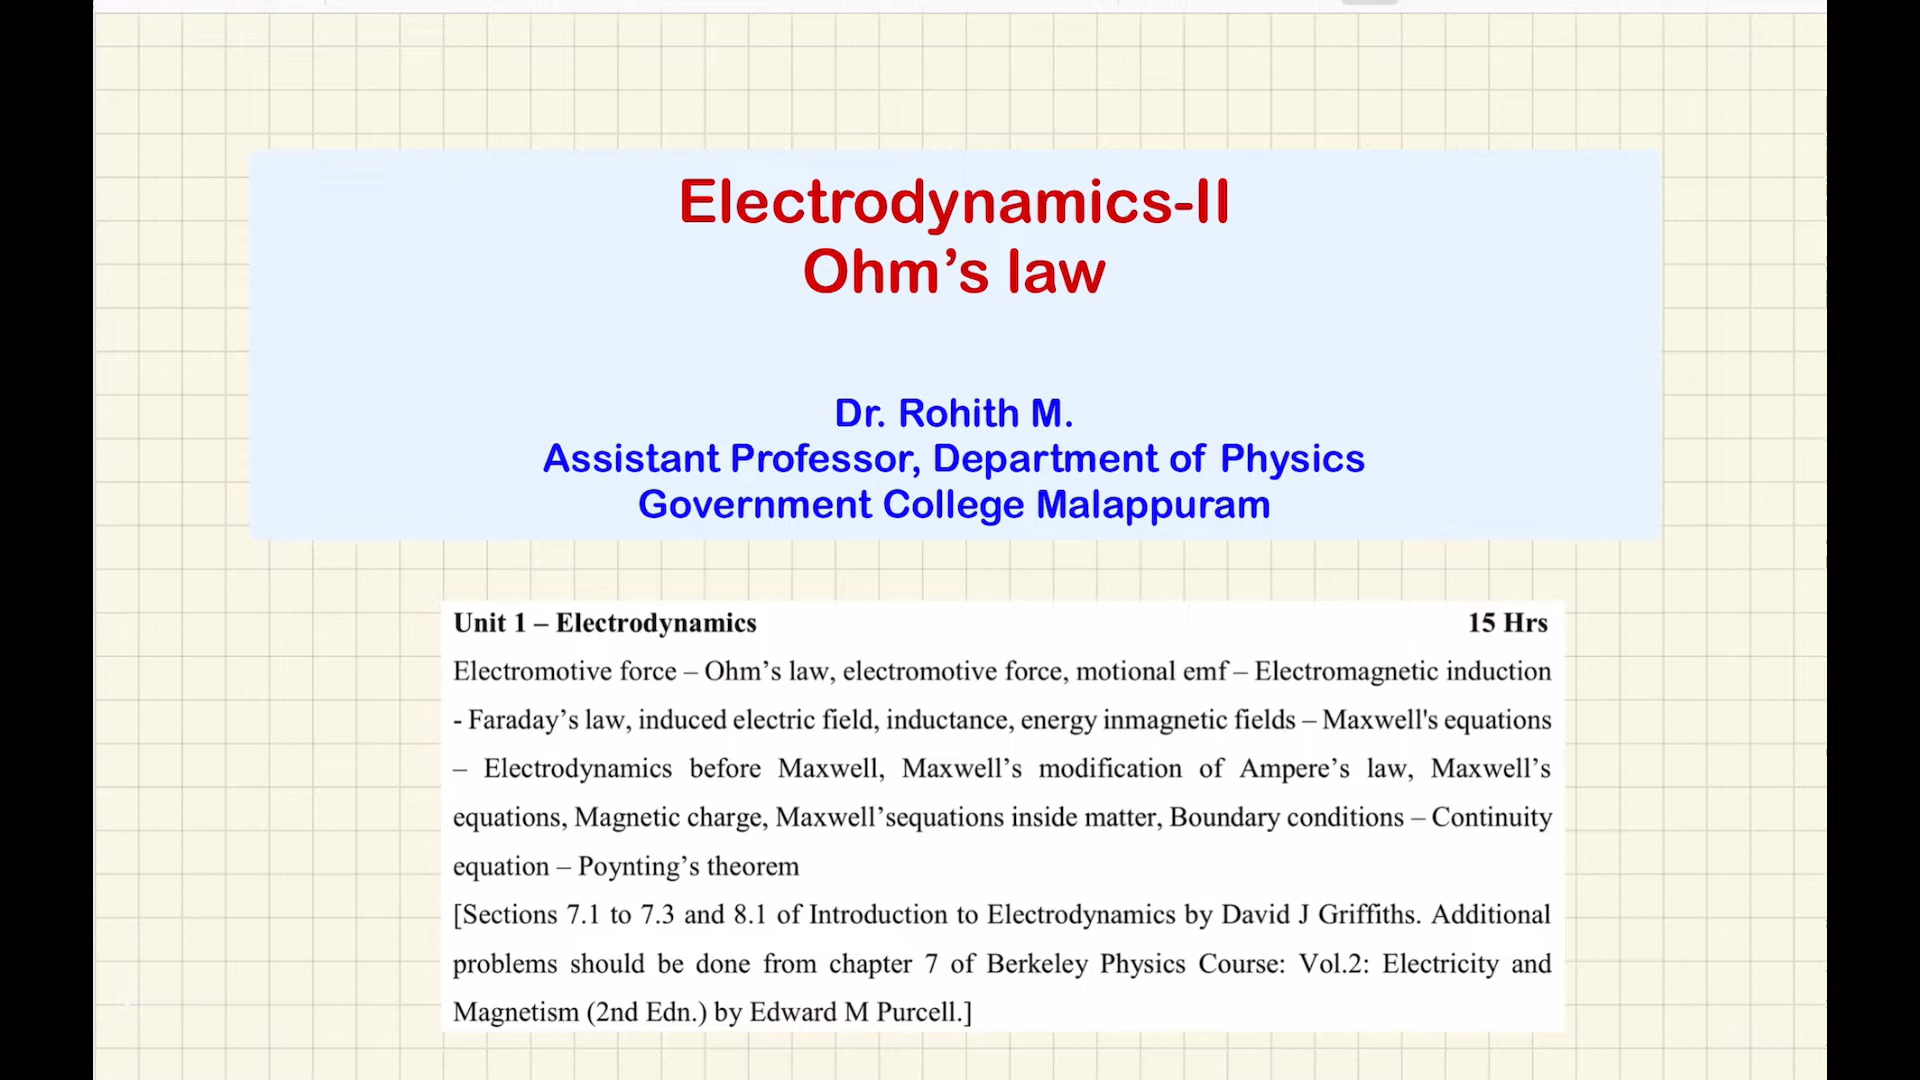 Electrodynamics-II
Ohm’s law
Dr. Rohith M.
Assistant Professor, Department of Physics
Government College Malappuram
Unit 1 – Electrodynamics 15 Hrs
Electromotive force – Ohm’s law, electromotive force, motional emf – Electromagnetic induction
- Faraday’s law, induced electric field, inductance, energy inmagnetic fields – Maxwell's equations
– Electrodynamics before Maxwell, Maxwell’s modification of Ampere’s law, Maxwell’s
equations, Magnetic charge, Maxwell’sequations inside matter, Boundary conditions – Continuity
equation – Poynting’s theorem
[Sections 7.1 to 7.3 and 8.1 of Introduction to Electrodynamics by David J Griffiths. Additional
problems should be done from chapter 7 of Berkeley Physics Course: Vol.2: Electricity and
Magnetism (2nd Edn.) by Edward M Purcell.]